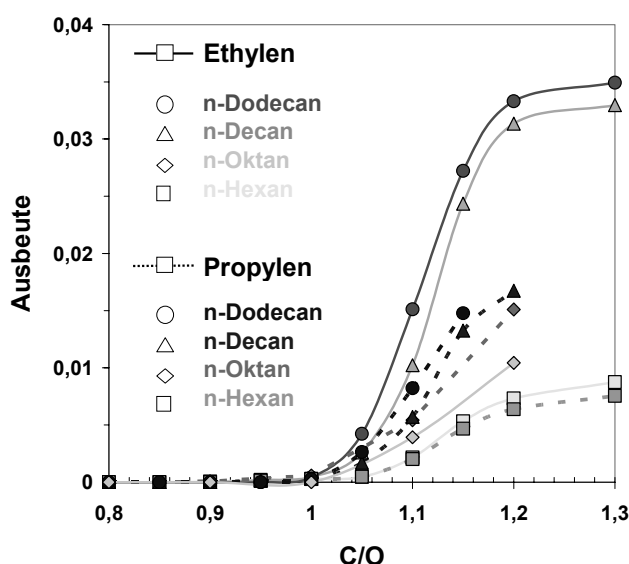 0,04
0,03
0,02
0,01
0
Ausbeute
Ethylen
n-Dodecan
n-Decan
n-Oktan
n-Hexan
Propylen
n-Dodecan
n-Decan
n-Oktan
n-Hexan
0,8 0,9 1 1,1 1,2 1,3
C/O